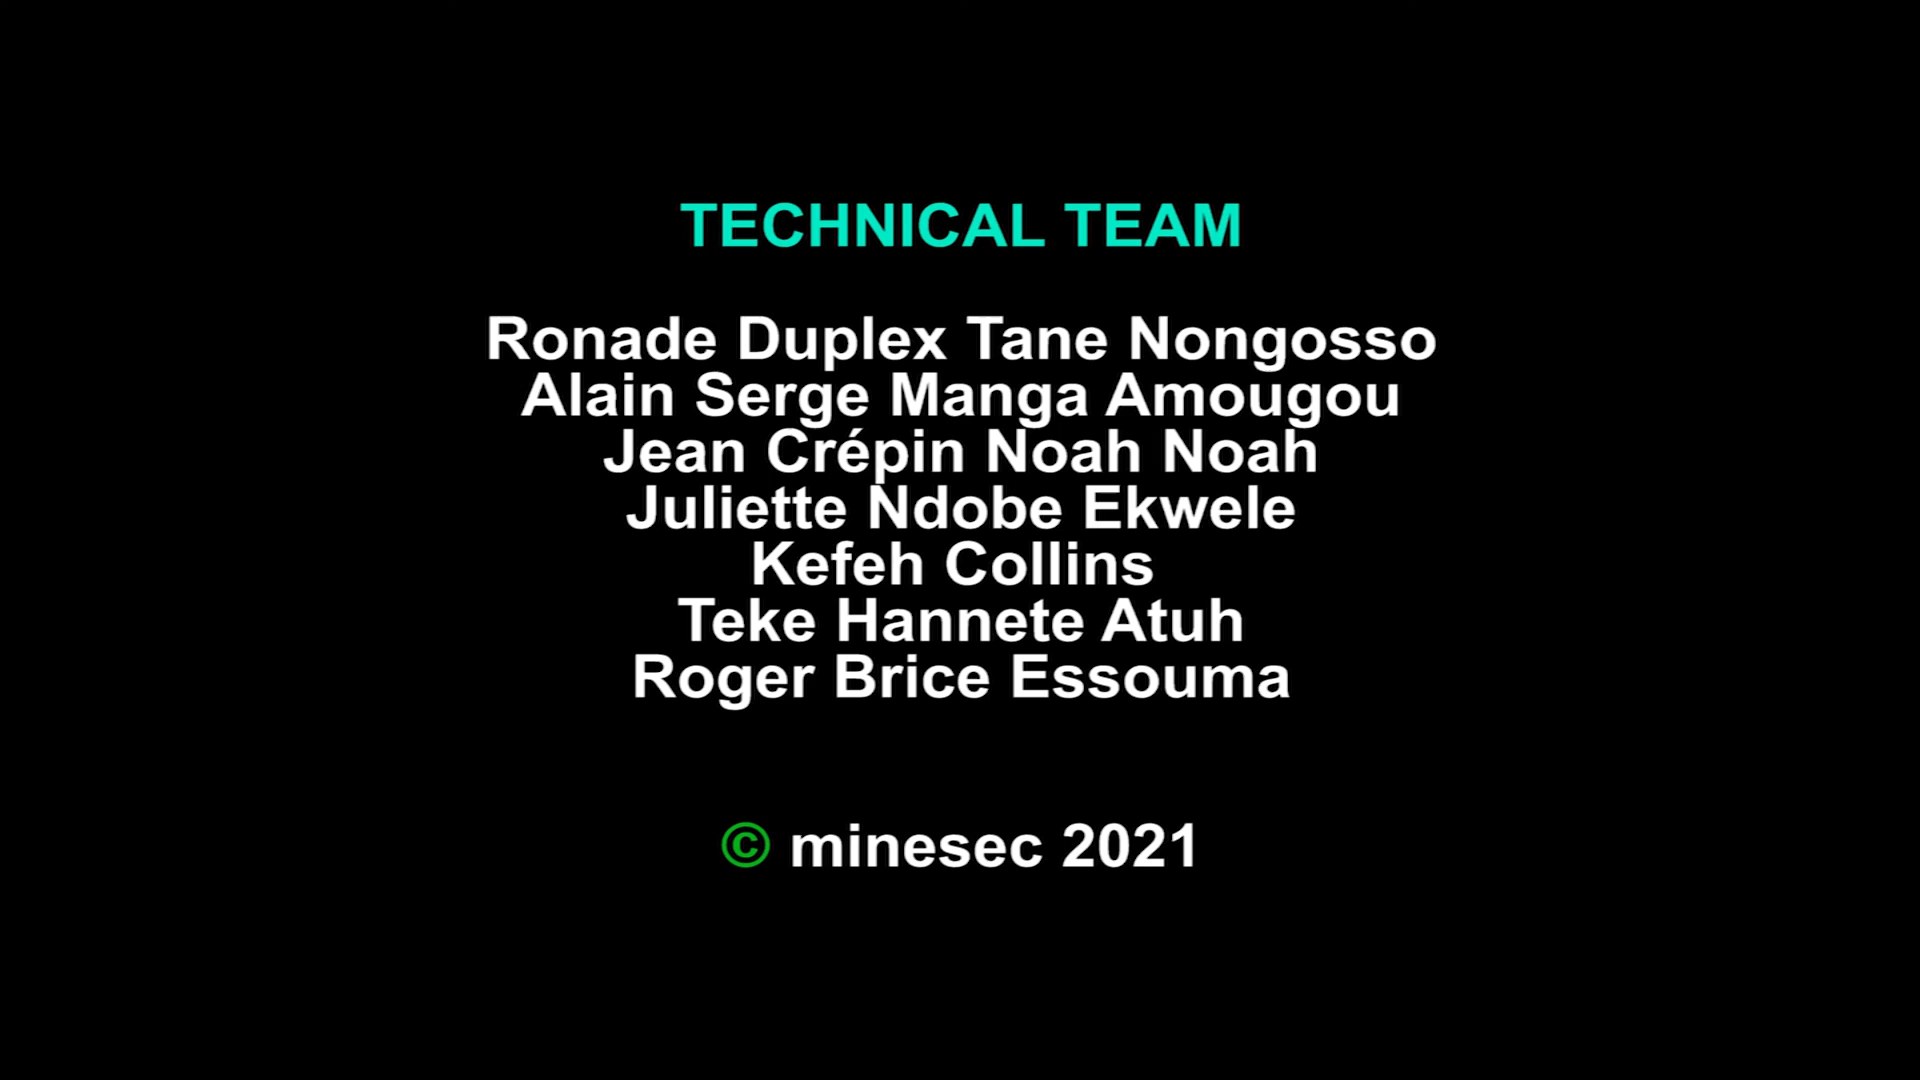 TECHNICAL TEAM
Ronade Duplex Tane Nongosso
Alain Serge Manga Amougou
Jean Crépin Noah Noah
Juliette Ndobe Ekwele
Kefeh Collins
Teke Hannete Atuh
Roger Brice Essouma
© minesec 2021